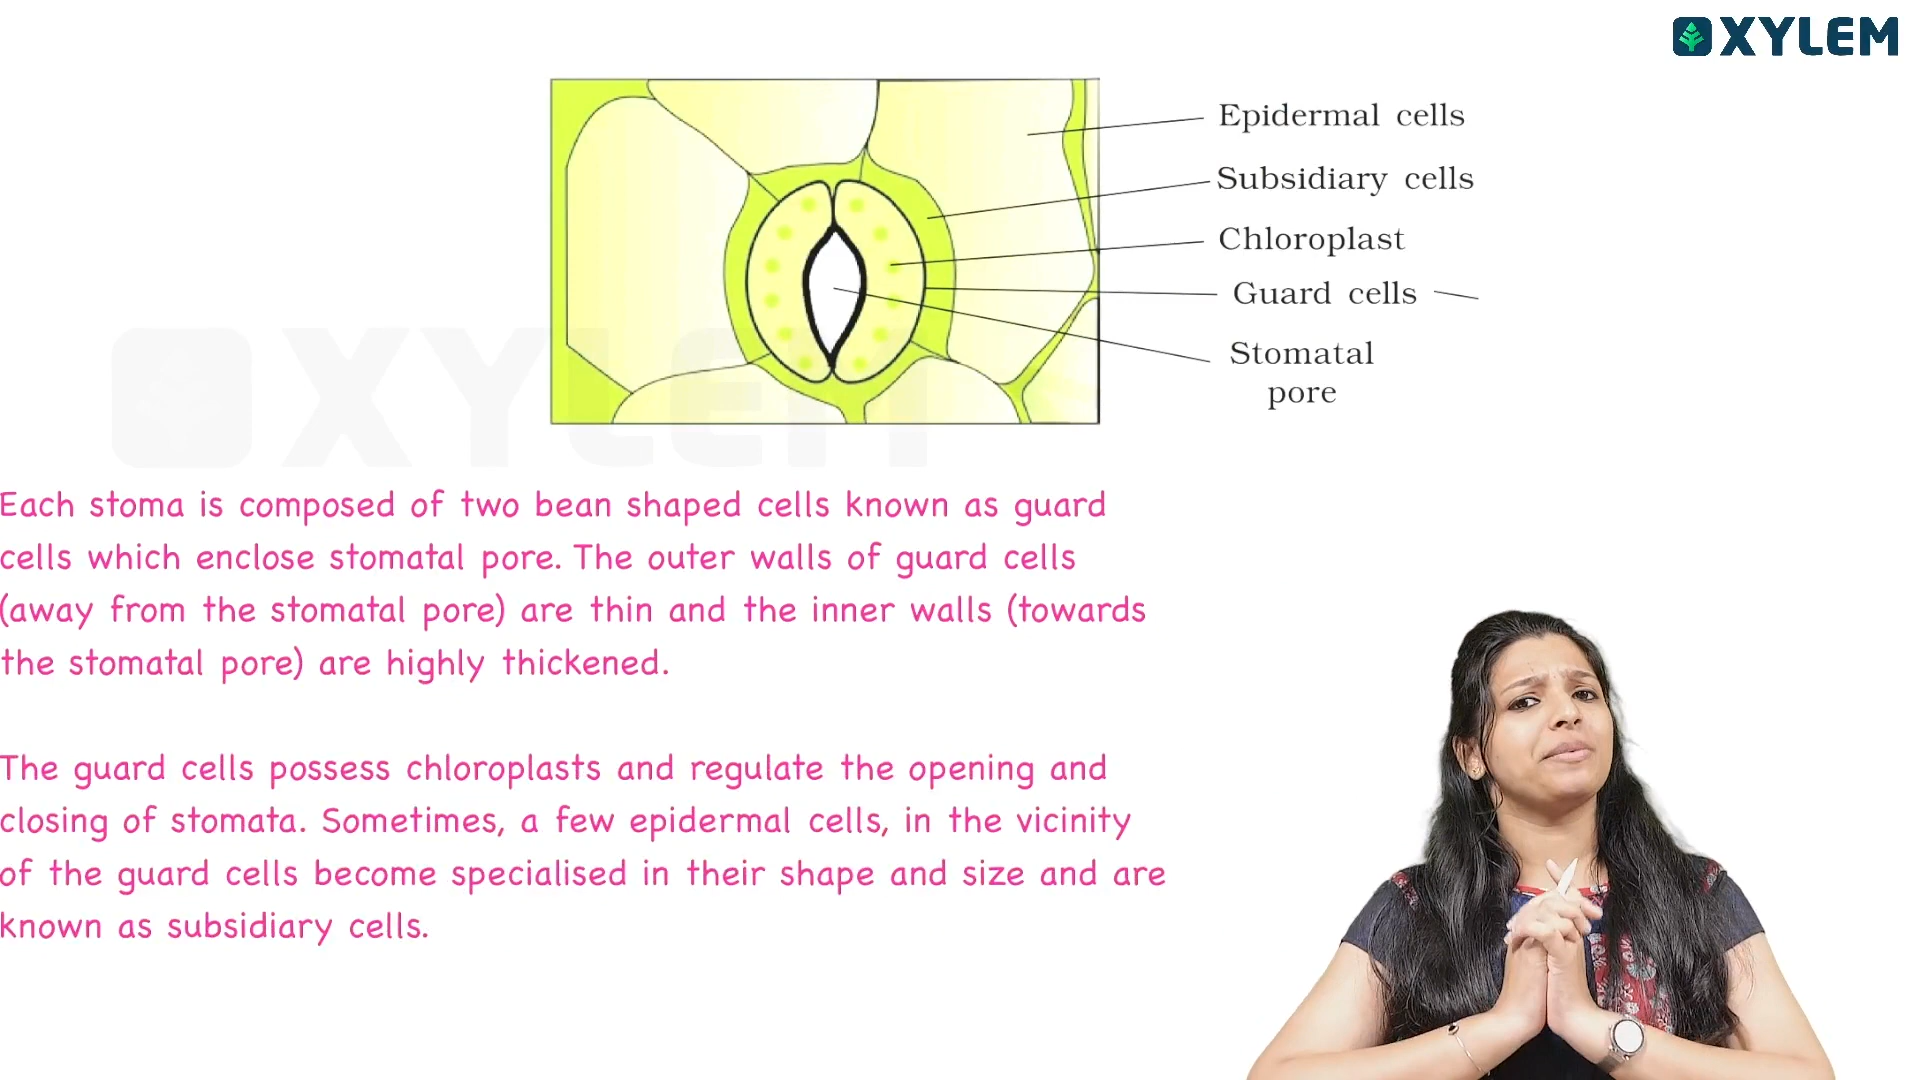 XYLEM
Epidermal cells
Subsidiary cells
Chloroplast
Guard cells
Stomatal
pore
XYLEM
Each stoma is composed of two bean shaped cells known as guard
cells which enclose stomatal pore. The outer walls of guard cells
(away from the stomatal pore) are thin and the inner walls (towards
the stomatal pore) are highly thickened.
The guard cells possess chloroplasts and regulate the opening and
closing of stomata. Sometimes, a few epidermal cells, in the vicinity
of the guard cells become specialised in their shape and size and are
known as subsidiary cells.